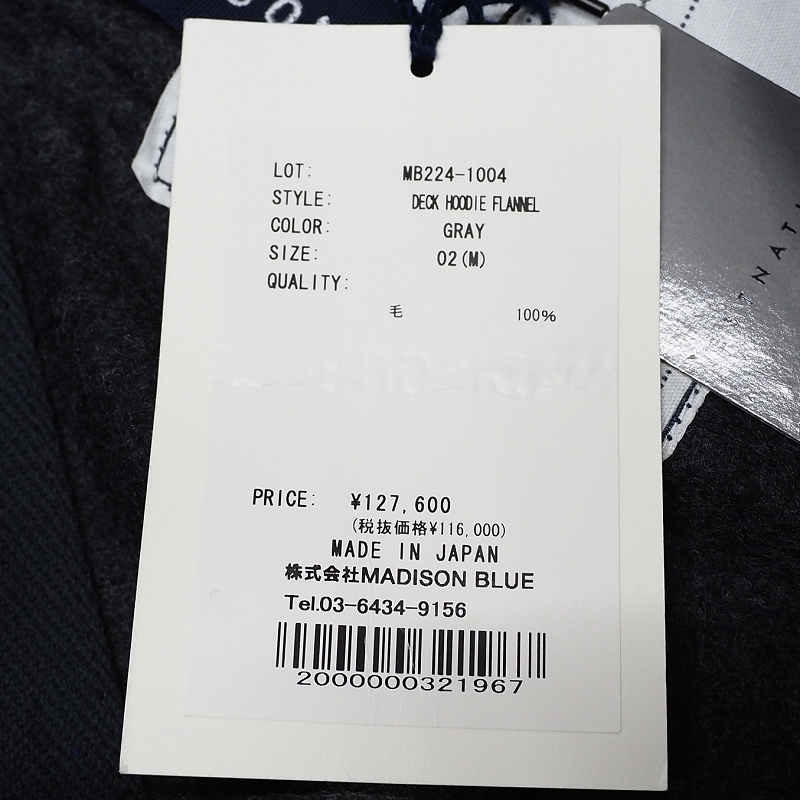 LOT: MB224-1004
STYLE: DECK HOODIE FLANNEL
COLOR: GRAY
SIZE: 02(M)
QUALITY:
毛 100%
PRICE: ¥127,600
(税抜価格¥116,000)
MADE IN JAPAN
株式会社MADISON BLUE
Tel.03-6434-9156
2000000321967